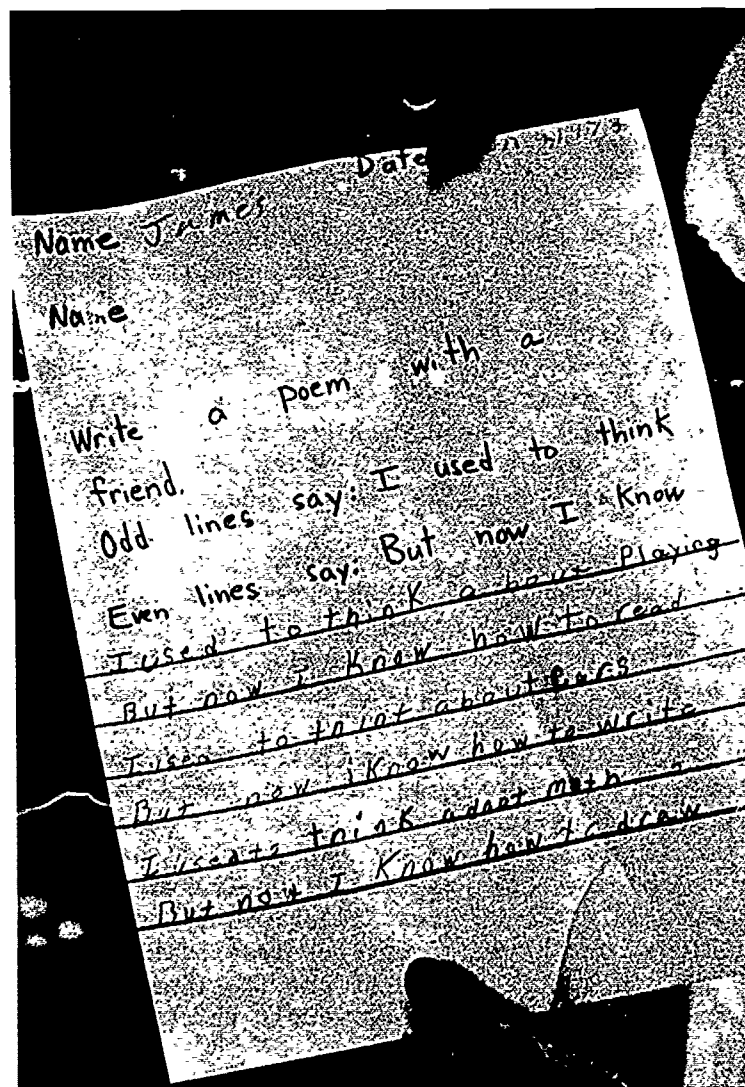 Date
Name James
Name
Write a poem with a
friend.
Odd lines say: I used to think
Even lines say: But now I know
I used to think about Playing
But now I Know how to read
I used to think about
But now i Know how to write
I used to think math
But now I Know how to draw